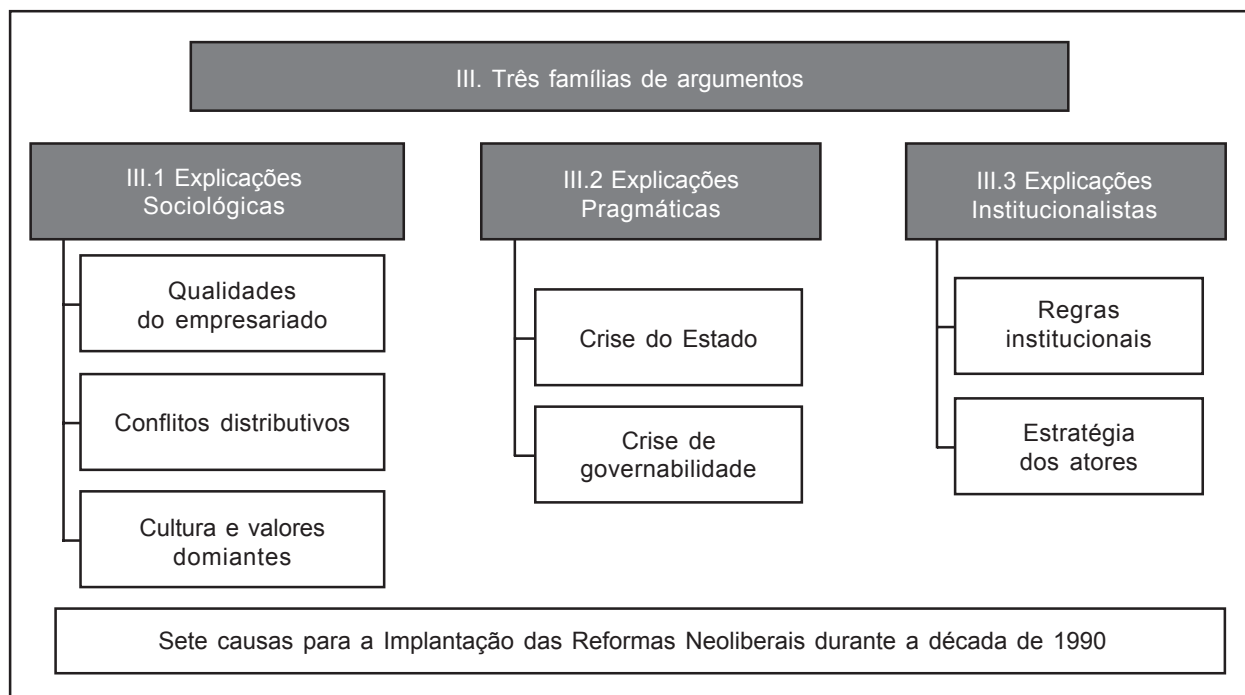 III. Três famílias de argumentos
III.1 Explicações
Sociológicas
Qualidades
do empresariado
Conflitos distributivos
Cultura e valores
domiantes
III.2 Explicações
Pragmáticas
Crise do Estado
Crise de
governabilidade
III.3 Explicações
Institucionalistas
Regras
institucionais
Estratégia
dos atores
Sete causas para a Implantação das Reformas Neoliberais durante a década de 1990